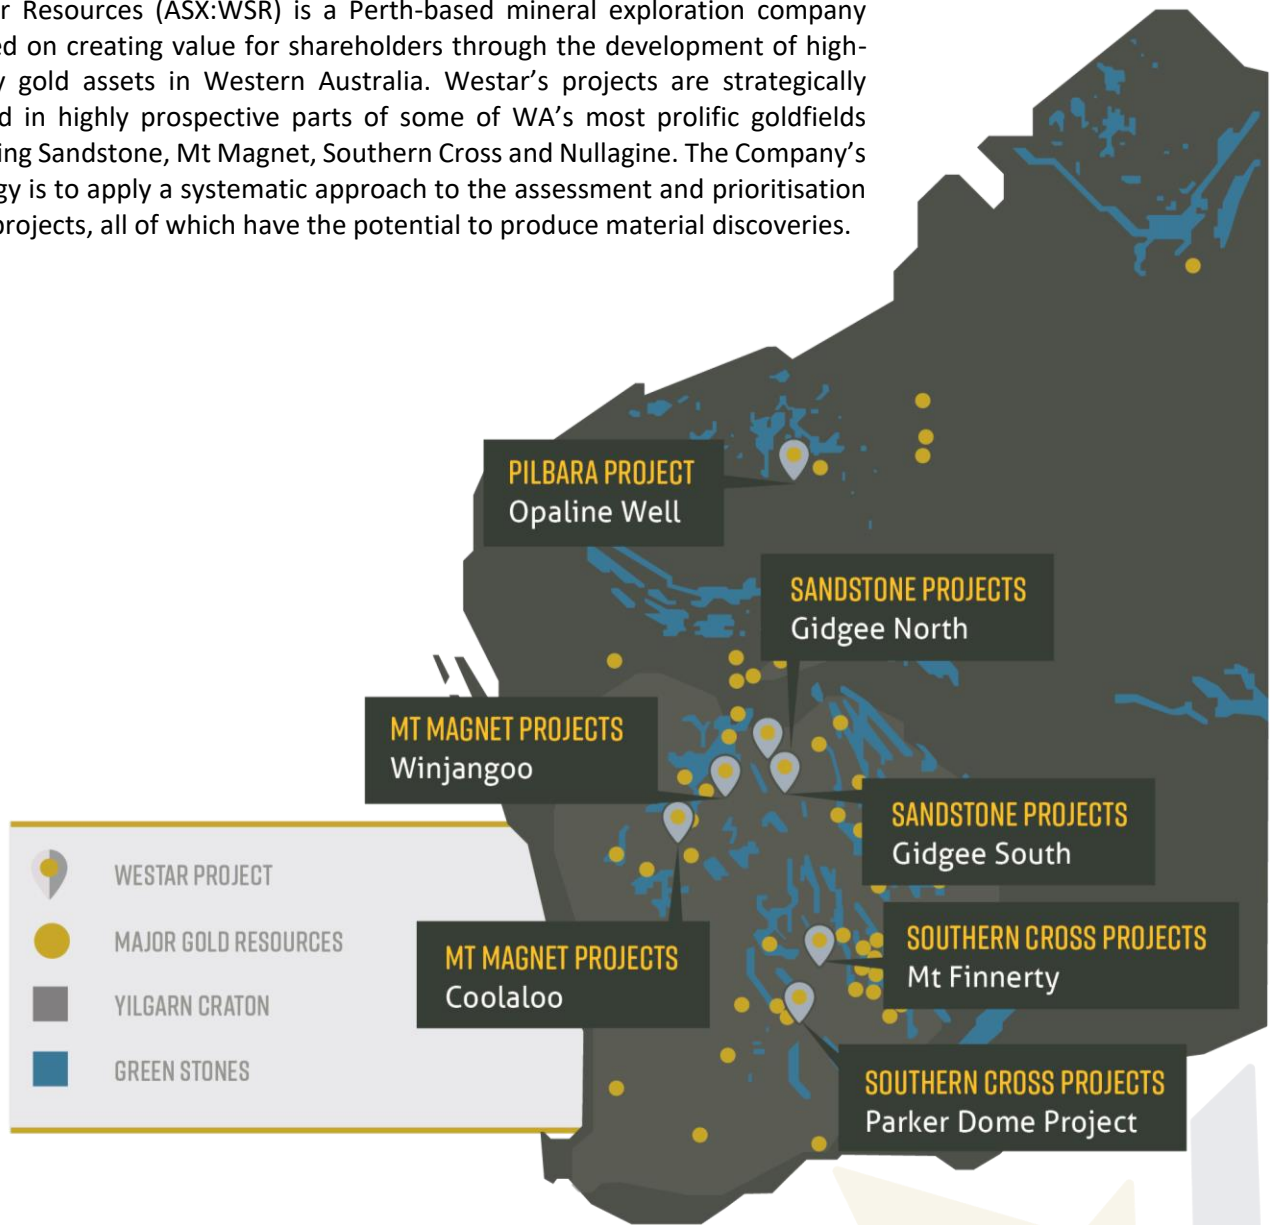 r Resources (ASX:WSR) is a Perth-based mineral exploration company
ed on creating value for shareholders through the development of high-
y gold assets in Western Australia. Westar’s projects are strategically
d in highly prospective parts of some of WA’s most prolific goldfields
ing Sandstone, Mt Magnet, Southern Cross and Nullagine. The Company’s
gy is to apply a systematic approach to the assessment and prioritisation
projects, all of which have the potential to produce material discoveries.
PILBARA PROJECT
Opaline Well
SANDSTONE PROJECTS
Gidgee North
MT MAGNET PROJECTS
Winjangoo
SANDSTONE PROJECTS
Gidgee South
WESTAR PROJECT
MAJOR GOLD RESOURCES
YILGARN CRATON
GREEN STONES
MT MAGNET PROJECTS
Coolaloo
SOUTHERN CROSS PROJECTS
Mt Finnerty
SOUTHERN CROSS PROJECTS
Parker Dome Project